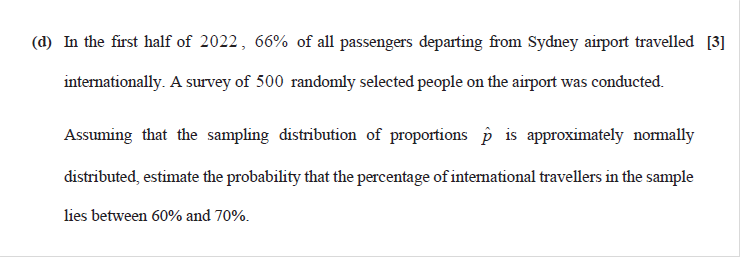 (d) In the first half of 2022, 66% of all passengers departing from Sydney airport travelled [3]
internationally. A survey of 500 randomly selected people on the airport was conducted.
Assuming that the sampling distribution of proportions p̂ is approximately normally
distributed, estimate the probability that the percentage of international travellers in the sample
lies between 60% and 70%.